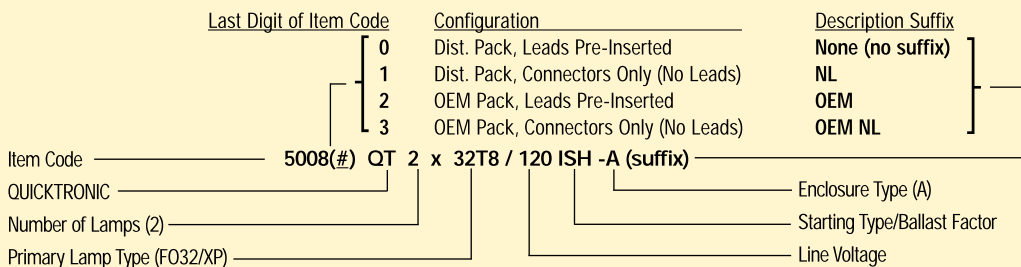 Last Digit of Item Code Configuration Description Suffix
0 Dist. Pack, Leads Pre-Inserted None (no suffix)
1 Dist. Pack, Connectors Only (No Leads) NL
2 OEM Pack, Leads Pre-Inserted OEM
3 OEM Pack, Connectors Only (No Leads) OEM NL
Item Code 5008(#) QT 2 x 32T8 / 120 ISH -A (suffix)
QUICKTRONIC Enclosure Type (A)
Number of Lamps (2) Starting Type/Ballast Factor
Primary Lamp Type (FO32/XP) Line Voltage